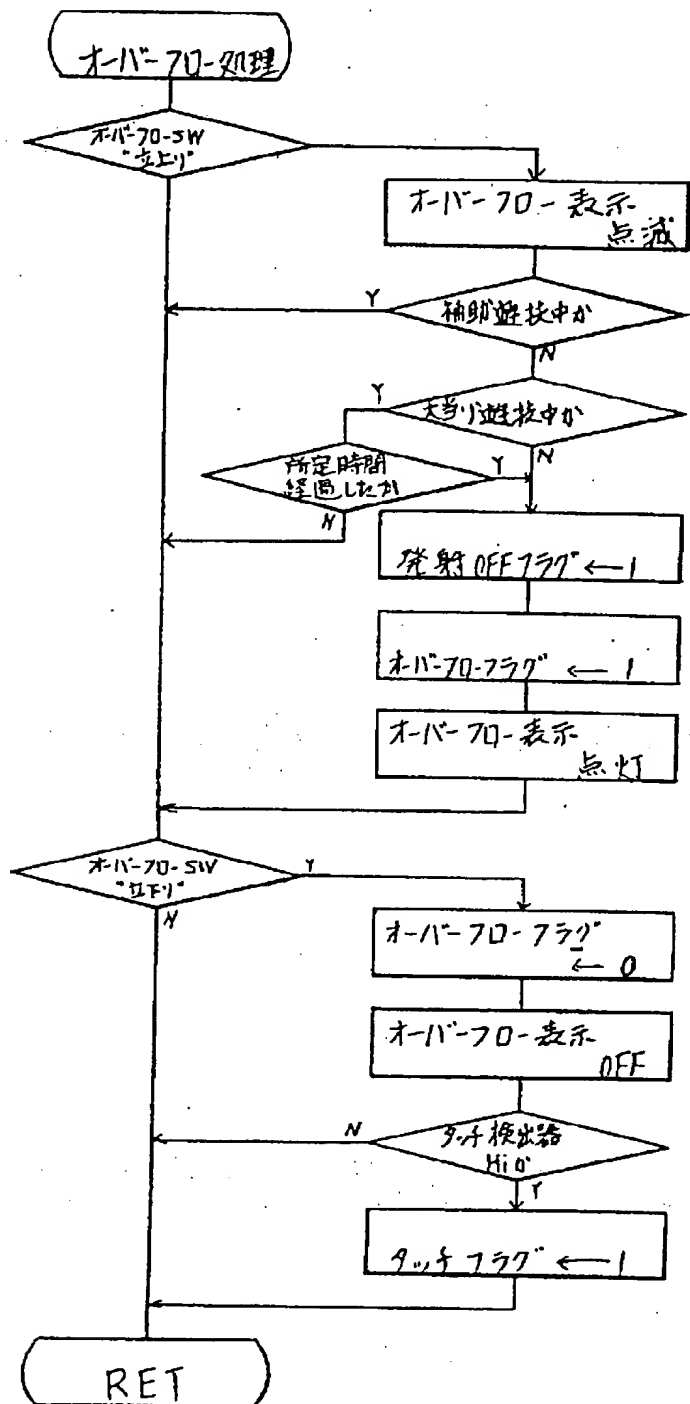 オーバーフロー処理
オーバーフローSW
"立上り"
オーバーフロー表示
点滅
Y
補助遊技中か
N
Y
大当り遊技中か
N
所定時間
経過したか
Y
N
発射OFFフラグ ← 1
オーバーフローフラグ ← 1
オーバーフロー表示
点灯
オーバーフローSW
"立下り"
Y
N
オーバーフローフラグ
← 0
オーバーフロー表示
OFF
N
タッチ検出器
Hiか
Y
タッチフラグ ← 1
RET